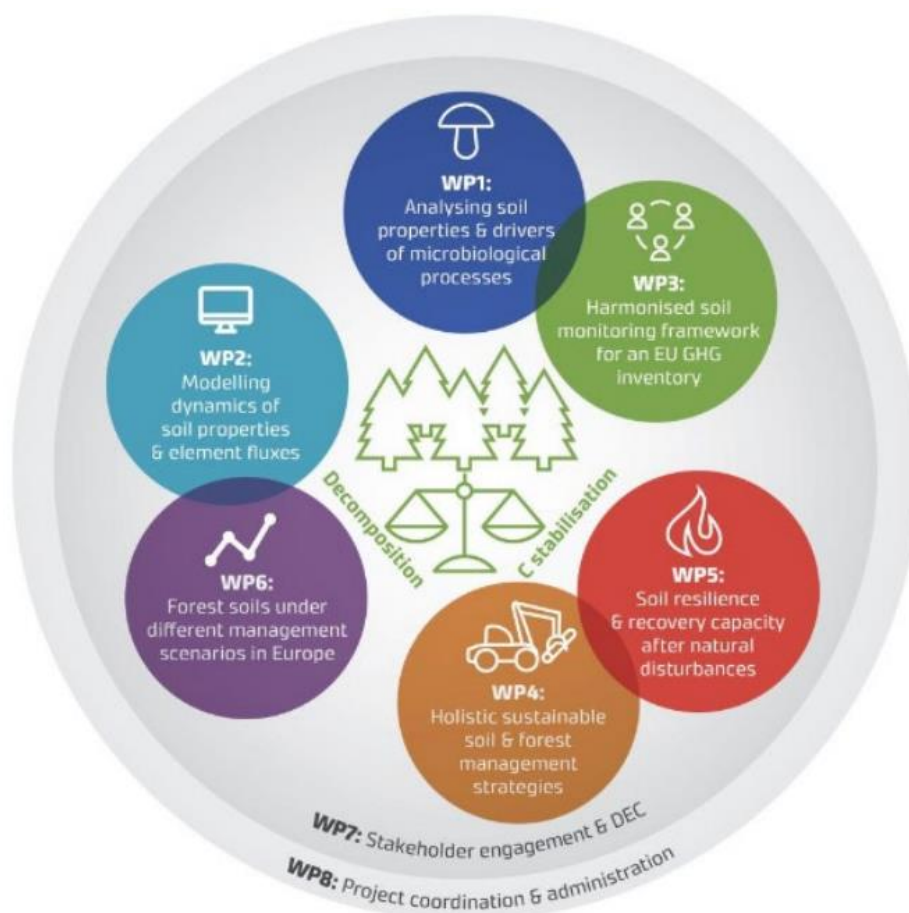 WP1:
Analysing soil
properties & drivers
of microbiological
processes
WP3:
Harmonised soil
monitoring framework
for an EU GHG
inventory
WP2:
Modelling
dynamics of
soil properties
& element fluxes
Decomposition
C stabilisation
WP6:
Forest soils under
different management
scenarios in Europe
WP5:
Soil resilience
& recovery capacity
after natural
disturbances
WP4:
Holistic sustainable
soil & forest
management
strategies
WP7: Stakeholder engagement & DEC
WP8: Project coordination & administration